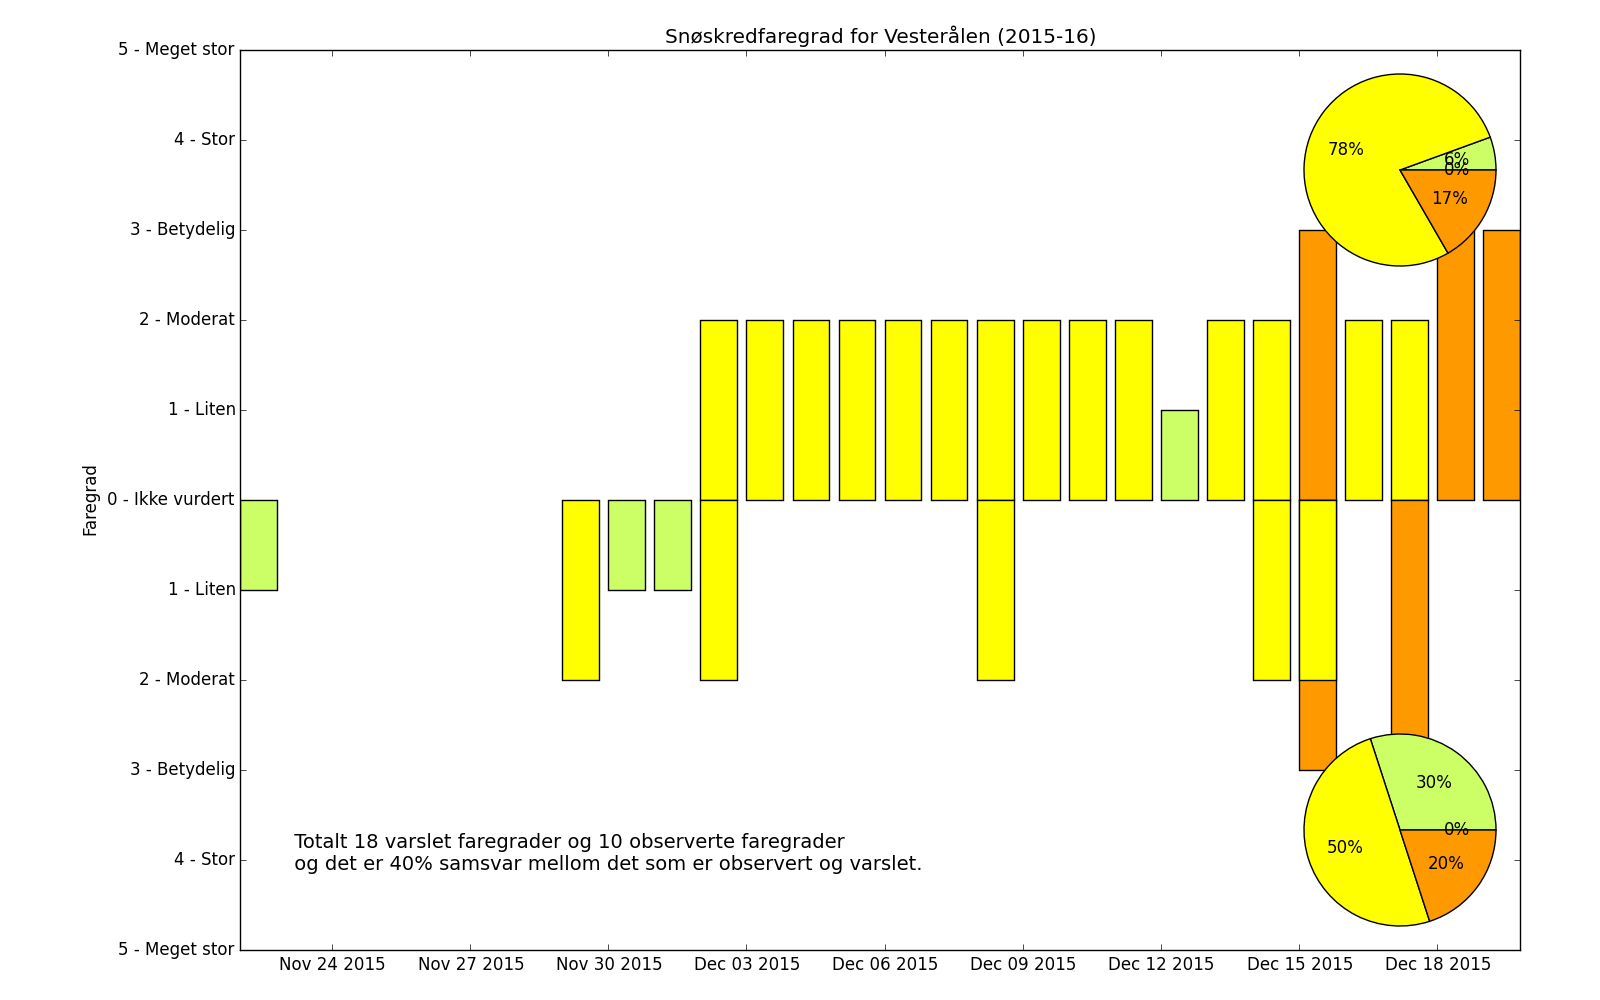 Snøskredfaregrad for Vesterålen (2015-16)
5 - Meget stor
4 - Stor
3 - Betydelig
2 - Moderat
1 - Liten
0 - Ikke vurdert
1 - Liten
2 - Moderat
3 - Betydelig
4 - Stor
5 - Meget stor
Faregrad
78%
6%
0%
17%
30%
0%
50%
20%
Totalt 18 varslet faregrader og 10 observerte faregrader
og det er 40% samsvar mellom det som er observert og varslet.
Nov 24 2015 Nov 27 2015 Nov 30 2015 Dec 03 2015 Dec 06 2015 Dec 09 2015 Dec 12 2015 Dec 15 2015 Dec 18 2015